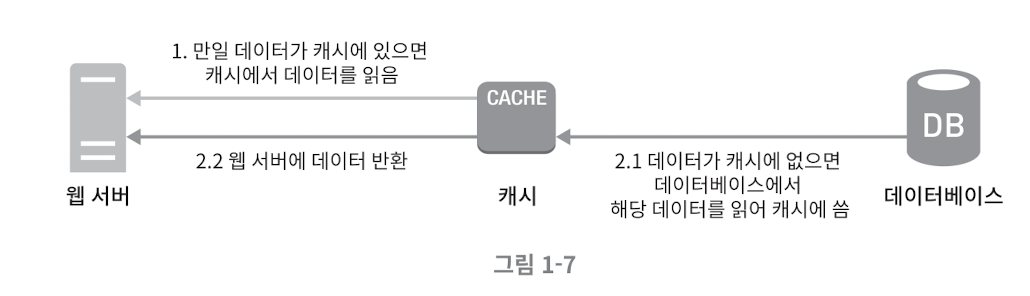 1. 만일 데이터가 캐시에 있으면
캐시에서 데이터를 읽음
CACHE
DB
2.2 웹 서버에 데이터 반환
2.1 데이터가 캐시에 없으면
데이터베이스에서
해당 데이터를 읽어 캐시에 씀
웹 서버
캐시
데이터베이스
그림 1-7